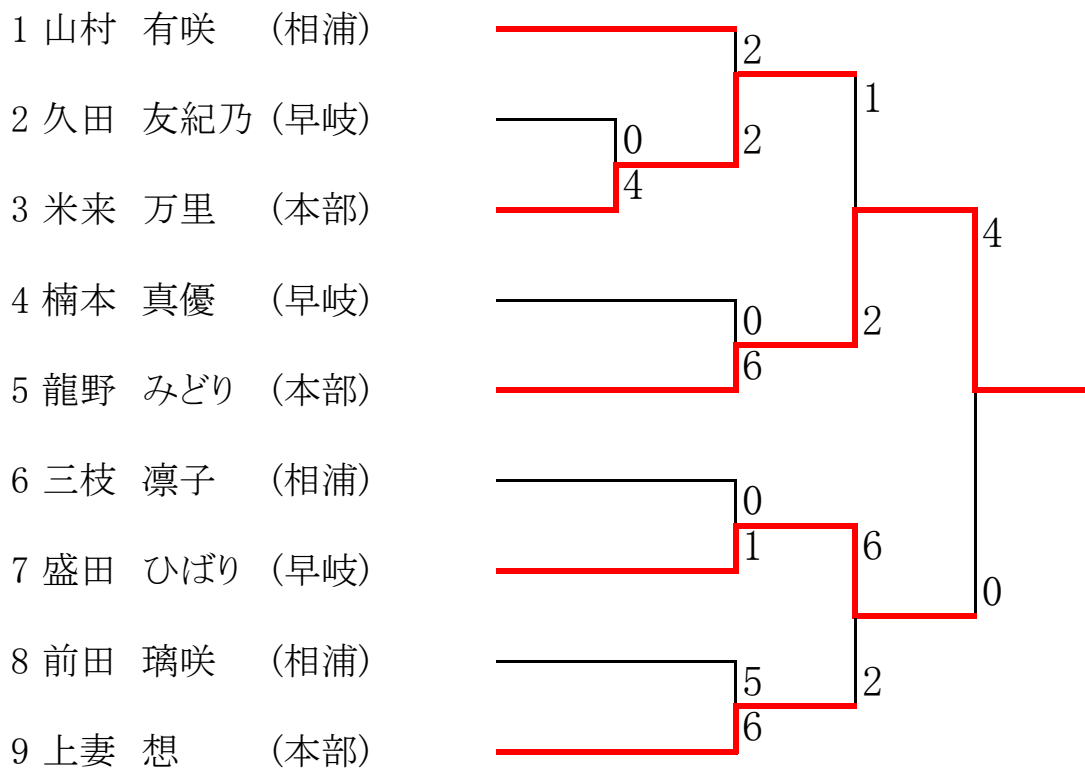 1 山村 有咲 (相浦)
2
2 久田 友紀乃 (早岐)
1
0
2
4
3 米来 万里 (本部)
4
4 楠本 真優 (早岐)
0
2
6
5 龍野 みどり (本部)
6 三枝 凛子 (相浦)
0
1
6
7 盛田 ひばり (早岐)
0
8 前田 璃咲 (相浦)
5
2
6
9 上妻 想 (本部)